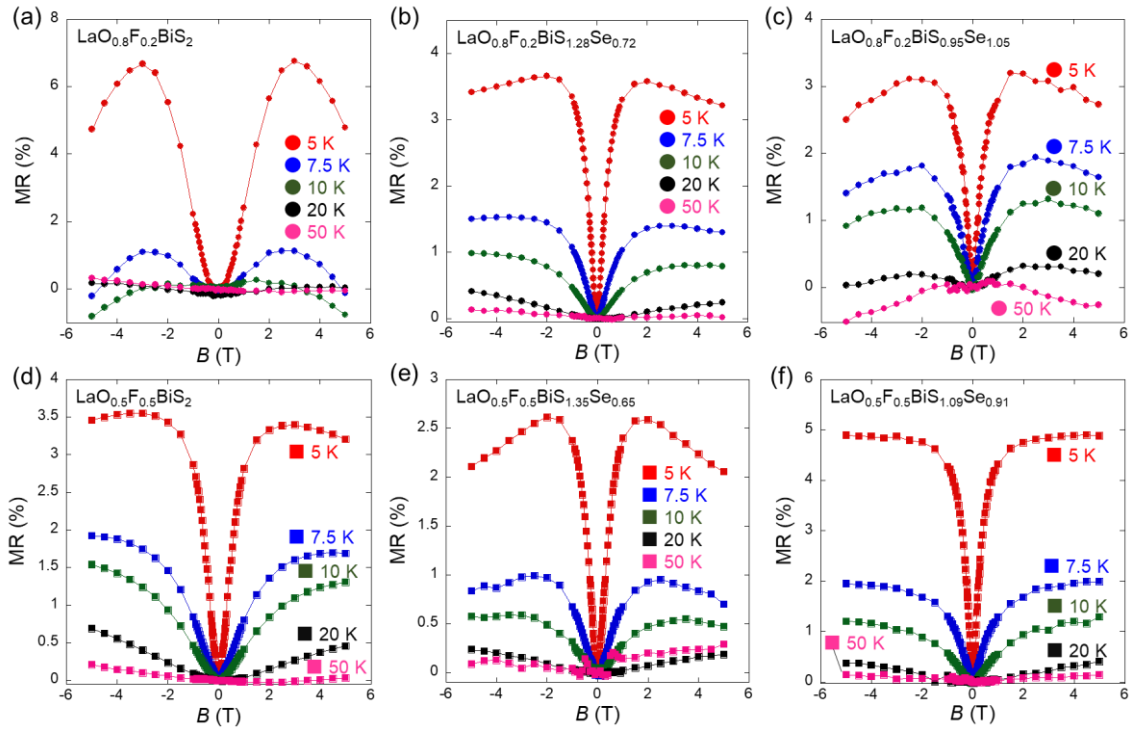 (a)
LaO0.8F0.2BiS2
8
6
4
2
0
MR (%)
5 K
7.5 K
10 K
20 K
50 K
-6 -4 -2 0 2 4 6
B (T)
(b)
LaO0.8F0.2BiS1.28Se0.72
4
3
2
1
0
MR (%)
5 K
7.5 K
10 K
20 K
50 K
-6 -4 -2 0 2 4 6
B (T)
(c)
LaO0.8F0.2BiS0.95Se1.05
4
3
2
1
0
MR (%)
5 K
7.5 K
10 K
20 K
50 K
-6 -4 -2 0 2 4 6
B (T)
(d)
LaO0.5F0.5BiS2
4
3.5
3
2.5
2
1.5
1
0.5
0
MR (%)
5 K
7.5 K
10 K
20 K
50 K
-6 -4 -2 0 2 4 6
B (T)
(e)
LaO0.5F0.5BiS1.35Se0.65
3
2.5
2
1.5
1
0.5
0
MR (%)
5 K
7.5 K
10 K
20 K
50 K
-6 -4 -2 0 2 4 6
B (T)
(f)
LaO0.5F0.5BiS1.09Se0.91
6
5
4
3
2
1
0
MR (%)
5 K
7.5 K
10 K
20 K
50 K
-6 -4 -2 0 2 4 6
B (T)